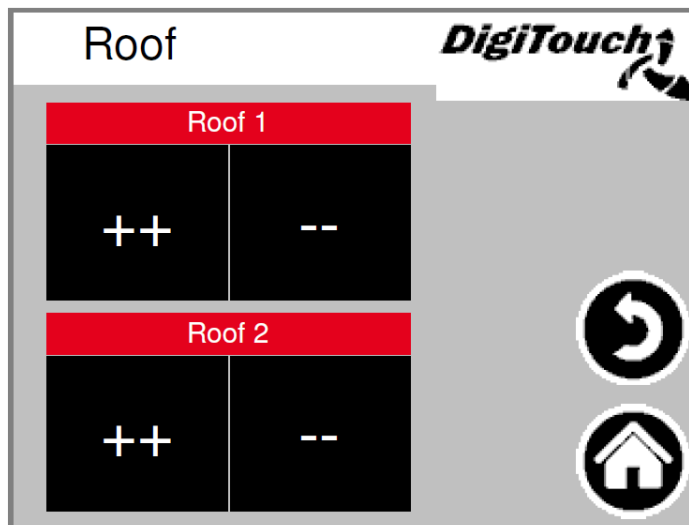 Roof
DigiTouch
Roof 1
++ --
Roof 2
++ --